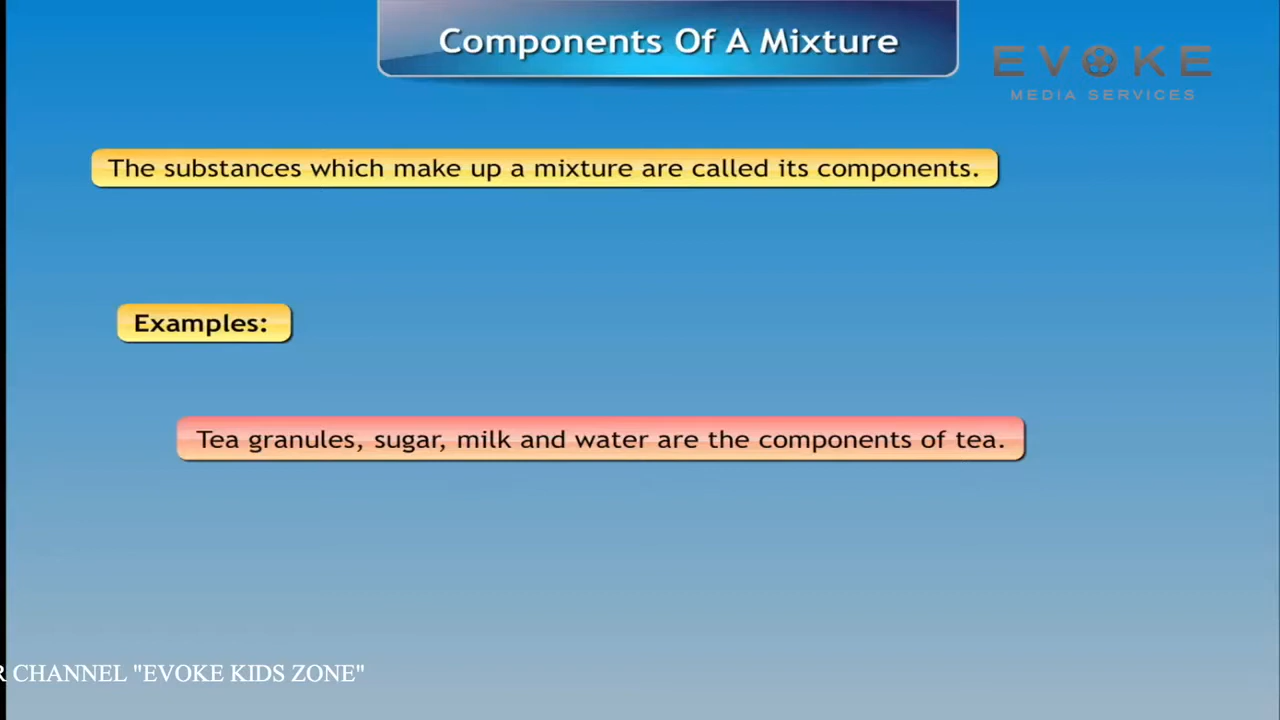 Components Of A Mixture
EVOKE
MEDIA SERVICES
The substances which make up a mixture are called its components.
Examples:
Tea granules, sugar, milk and water are the components of tea.
R CHANNEL "EVOKE KIDS ZONE"